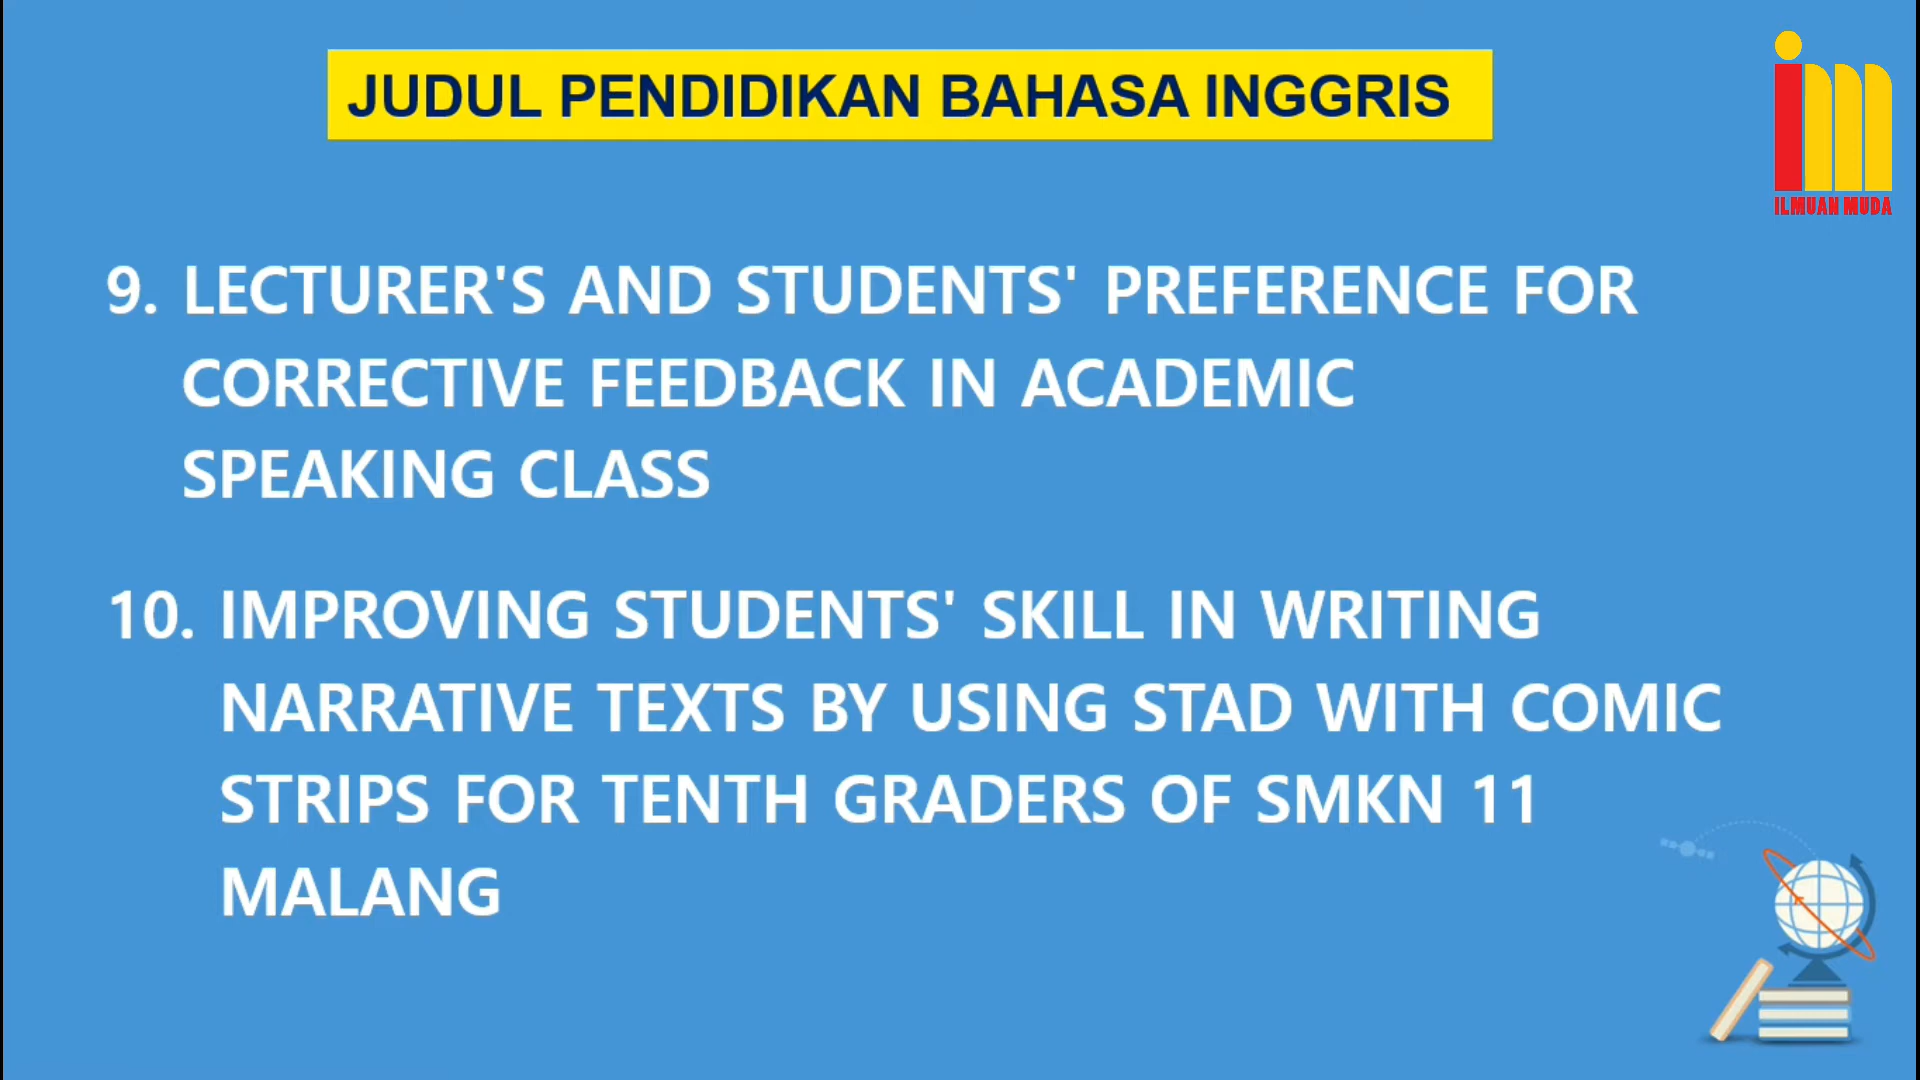 JUDUL PENDIDIKAN BAHASA INGGRIS
ILMUAN MUDA
9. LECTURER'S AND STUDENTS' PREFERENCE FOR
CORRECTIVE FEEDBACK IN ACADEMIC
SPEAKING CLASS
10. IMPROVING STUDENTS' SKILL IN WRITING
NARRATIVE TEXTS BY USING STAD WITH COMIC
STRIPS FOR TENTH GRADERS OF SMKN 11
MALANG